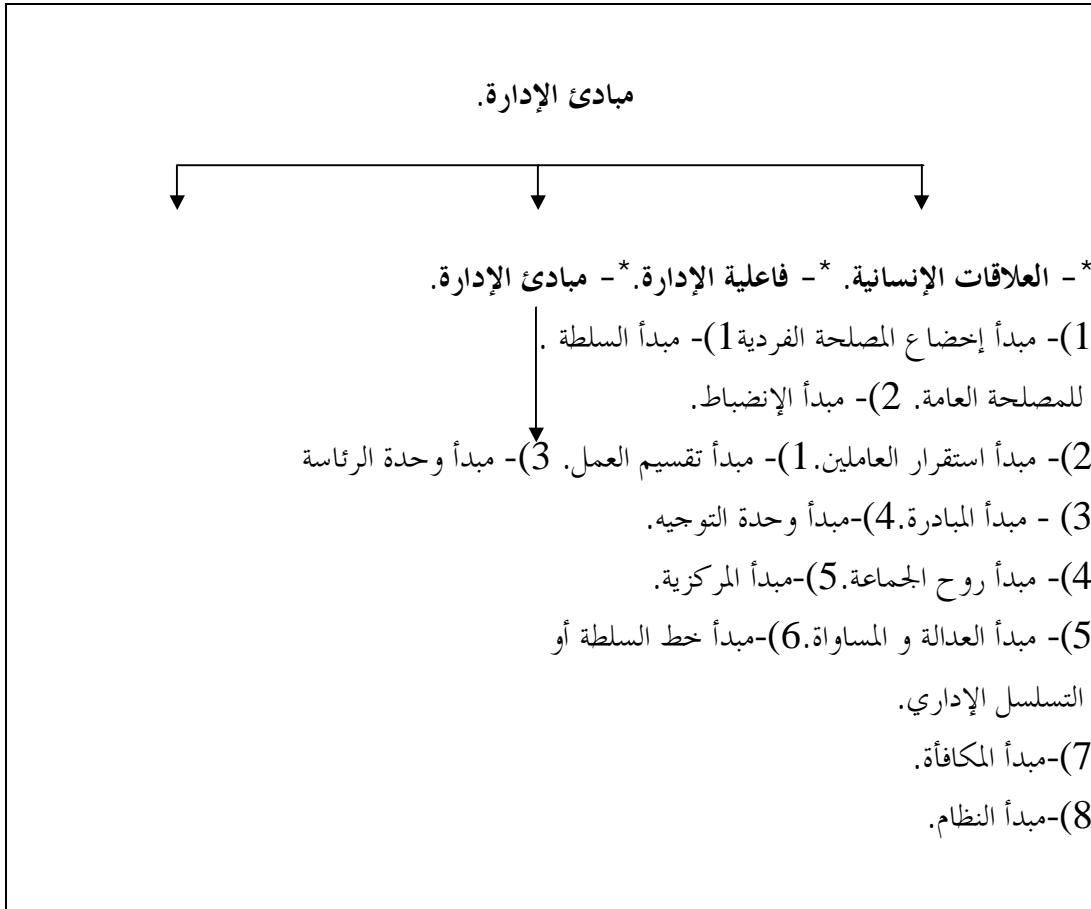 مبادئ الإدارة.
*- العلاقات الإنسانية. *- فاعلية الإدارة.*- مبادئ الإدارة.
1)- مبدأ إخضاع المصلحة الفردية1)- مبدأ السلطة .
للمصلحة العامة. 2)- مبدأ الإنضباط.
2)- مبدأ استقرار العاملين.1)- مبدأ تقسيم العمل. 3)- مبدأ وحدة الرئاسة
3) - مبدأ المبادرة.4)-مبدأ وحدة التوجيه.
4)- مبدأ روح الجماعة.5)-مبدأ المركزية.
5)- مبدأ العدالة و المساواة.6)-مبدأ خط السلطة أو
التسلسل الإداري.
7)-مبدأ المكافأة.
8)-مبدأ النظام.